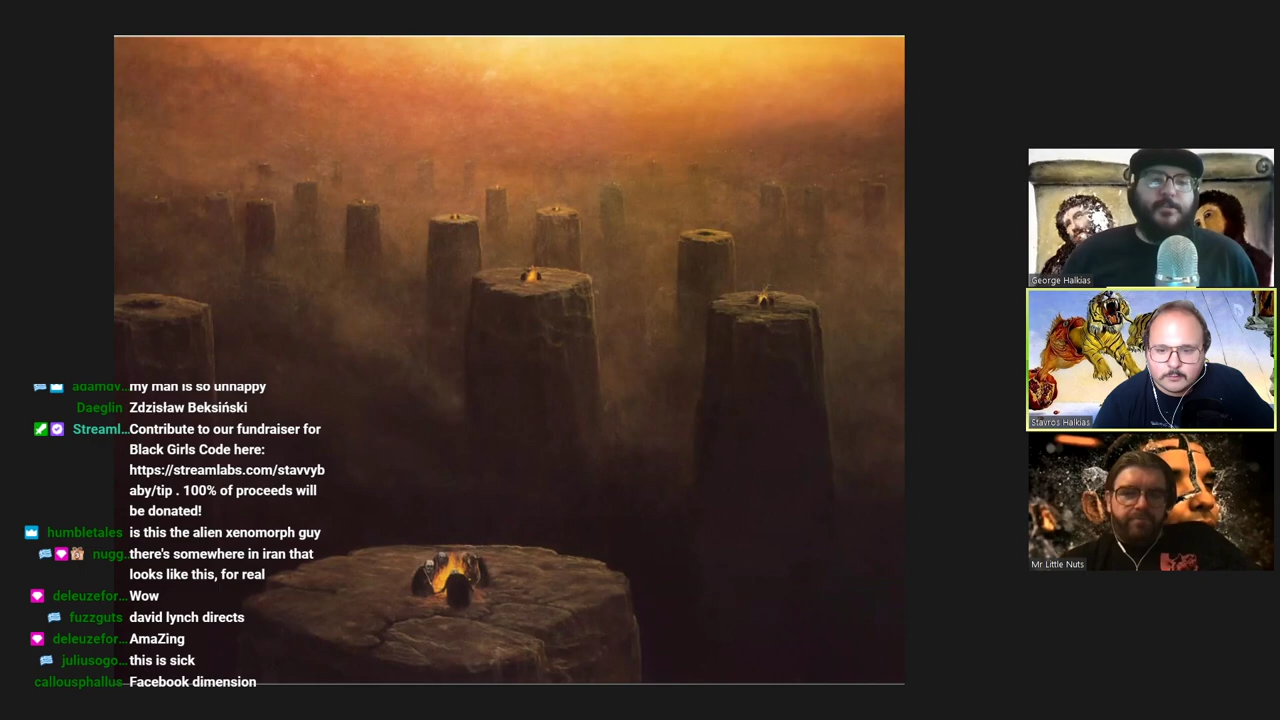 adamdv… my man is so unhappy
Daeglin Zdzisław Beksiński
Streaml… Contribute to our fundraiser for
Black Girls Code here:
https://streamlabs.com/stavvyb
aby/tip . 100% of proceeds will
be donated!
humbletales is this the alien xenomorph guy
nugg… there's somewhere in iran that
looks like this, for real
deleuzefor… Wow
fuzzguts david lynch directs
deleuzefor… AmaZing
juliusogo… this is sick
callousphallus Facebook dimension
George Halkias
Stavros Halkias
Mr Little Nuts